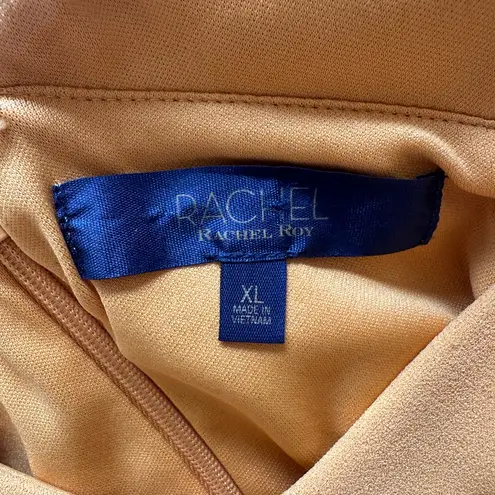 RACHEL
RACHEL ROY
XL
MADE IN
VIETNAM